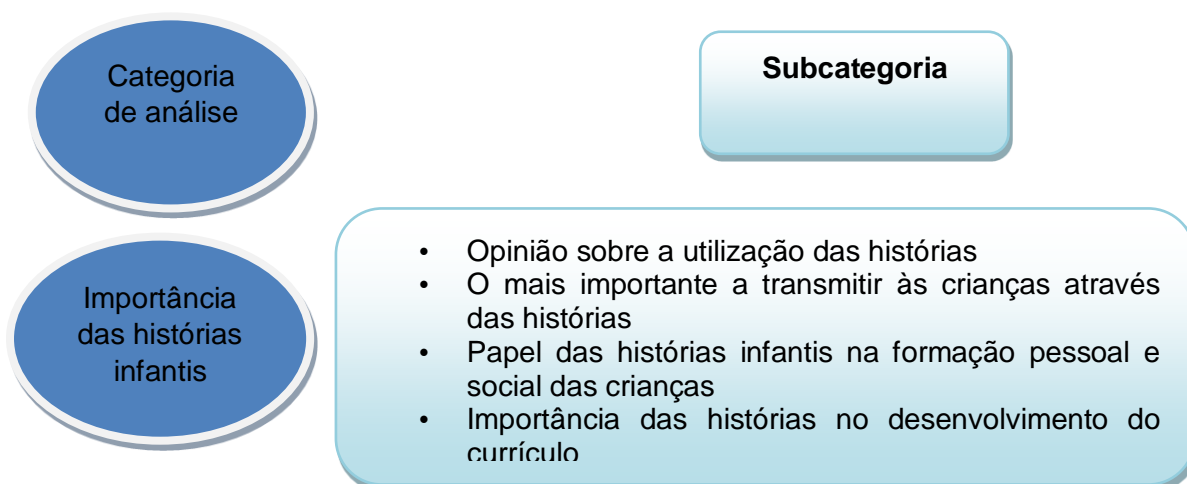 Categoria
de análise
Subcategoria
Importância
das histórias
infantis
• Opinião sobre a utilização das histórias
• O mais importante a transmitir às crianças através
das histórias
• Papel das histórias infantis na formação pessoal e
social das crianças
• Importância das histórias no desenvolvimento do
currículo